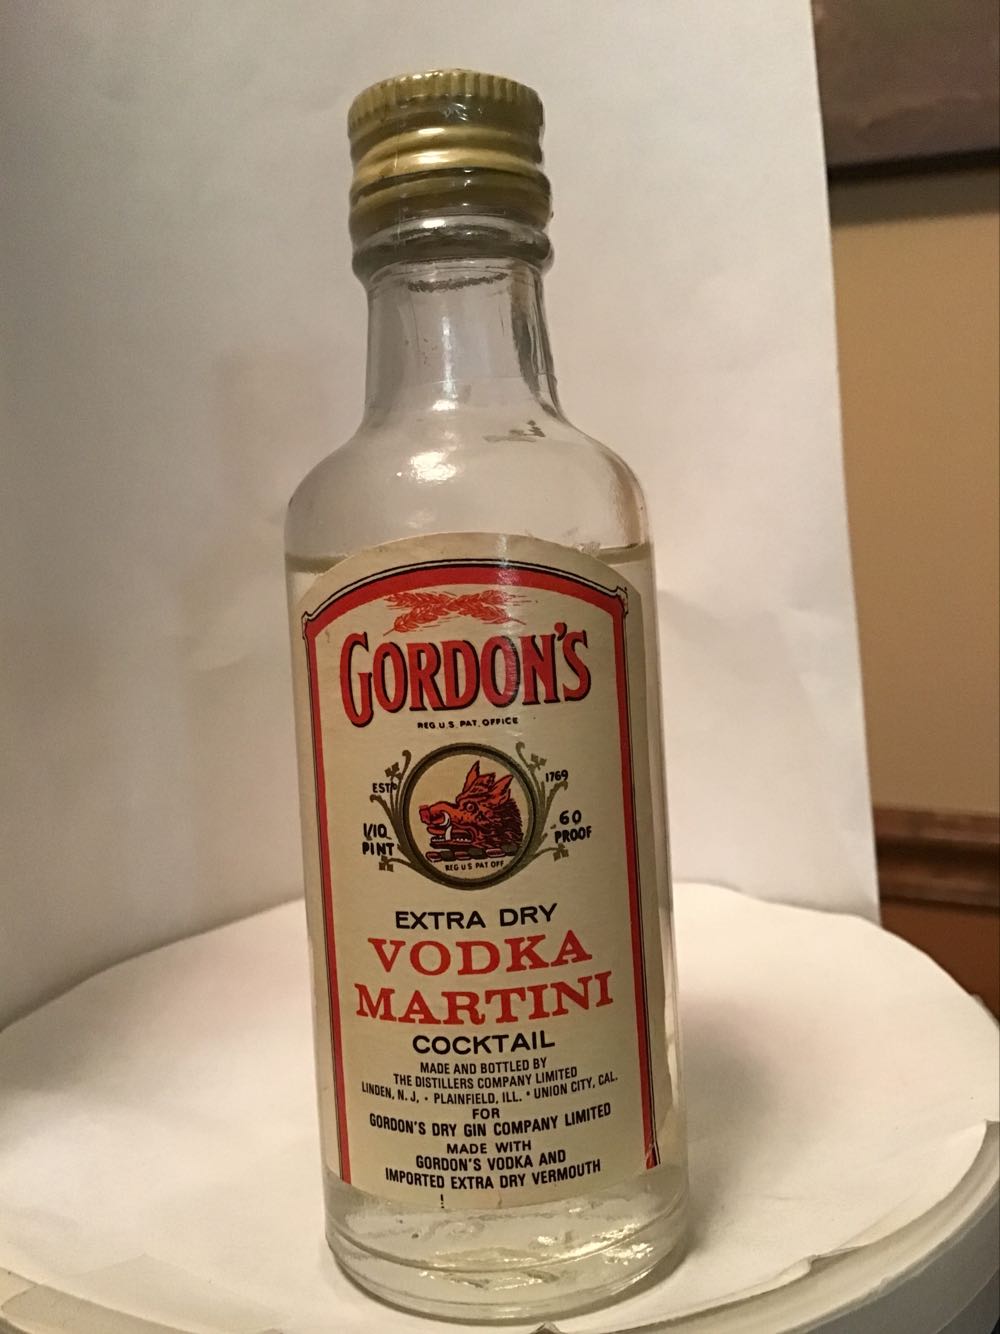 GORDON'S
REG. U.S. PAT. OFFICE
ESTD 1769
1/10 PINT
60 PROOF
REG U S PAT OFF
EXTRA DRY
VODKA
MARTINI
COCKTAIL
MADE AND BOTTLED BY
THE DISTILLERS COMPANY LIMITED
LINDEN, N. J. • PLAINFIELD, ILL. • UNION CITY, CAL.
FOR
GORDON'S DRY GIN COMPANY LIMITED
MADE WITH
GORDON'S VODKA AND
IMPORTED EXTRA DRY VERMOUTH